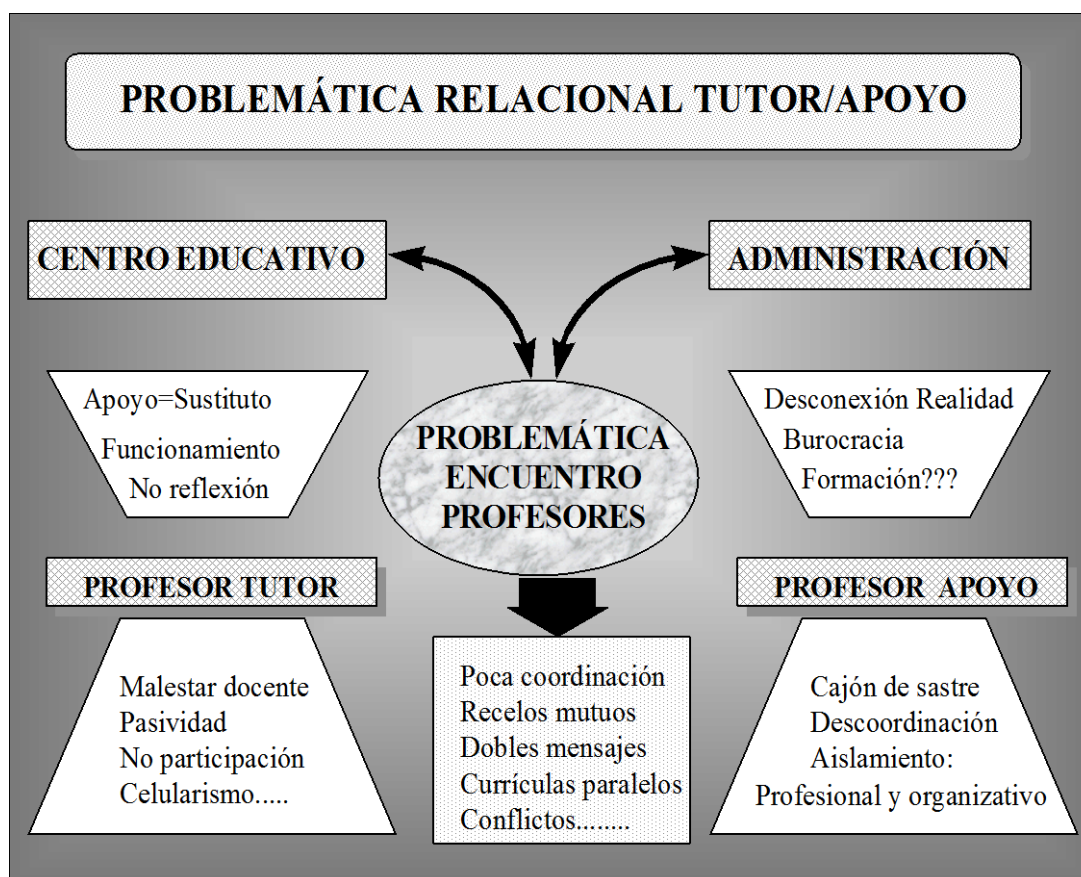 PROBLEMÁTICA RELACIONAL TUTOR/APOYO
CENTRO EDUCATIVO
ADMINISTRACIÓN
Apoyo=Sustituto
Funcionamiento
No reflexión
PROBLEMÁTICA
ENCUENTRO
PROFESORES
Desconexión Realidad
Burocracia
Formación???
PROFESOR TUTOR
PROFESOR APOYO
Malestar docente
Pasividad
No participación
Celularismo.....
Poca coordinación
Recelos mutuos
Dobles mensajes
Currículas paralelos
Conflictos........
Cajón de sastre
Descoordinación
Aislamiento:
Profesional y organizativo